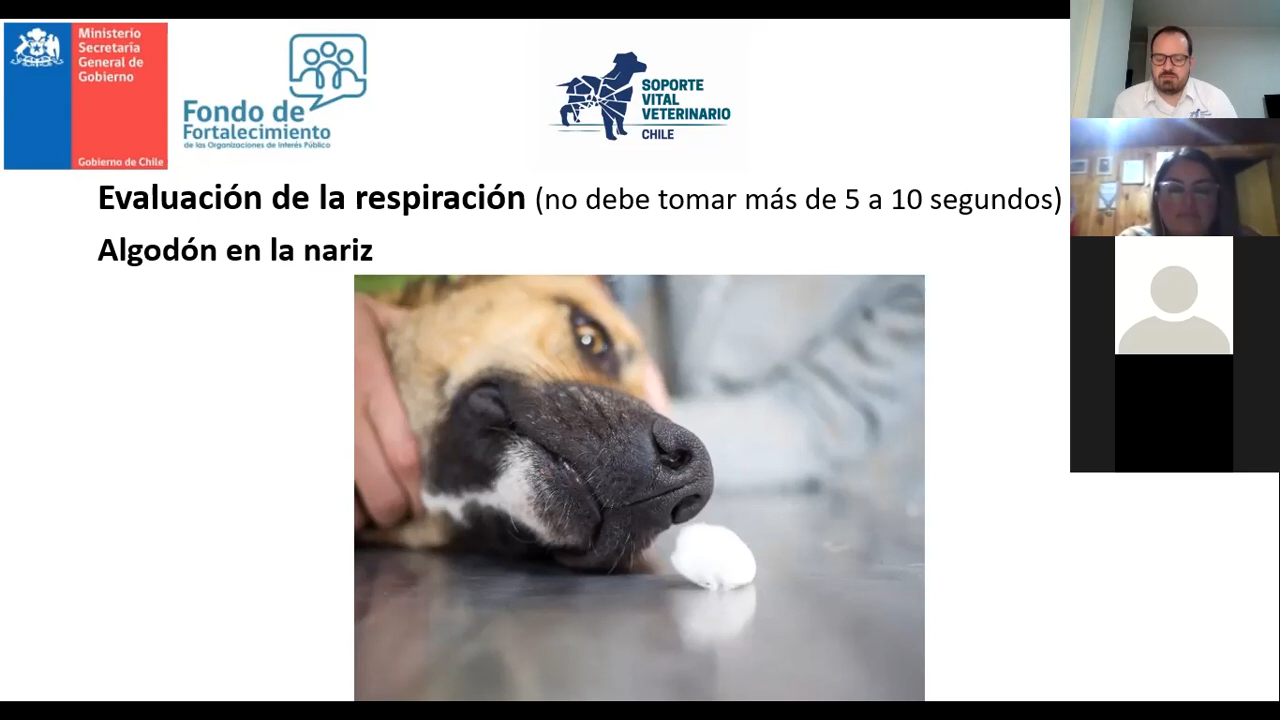 Ministerio
Secretaría
General de
Gobierno
Gobierno de Chile
Fondo de
Fortalecimiento
de las Organizaciones de Interés Público
SOPORTE
VITAL
VETERINARIO
CHILE
Evaluación de la respiración (no debe tomar más de 5 a 10 segundos)
Algodón en la nariz